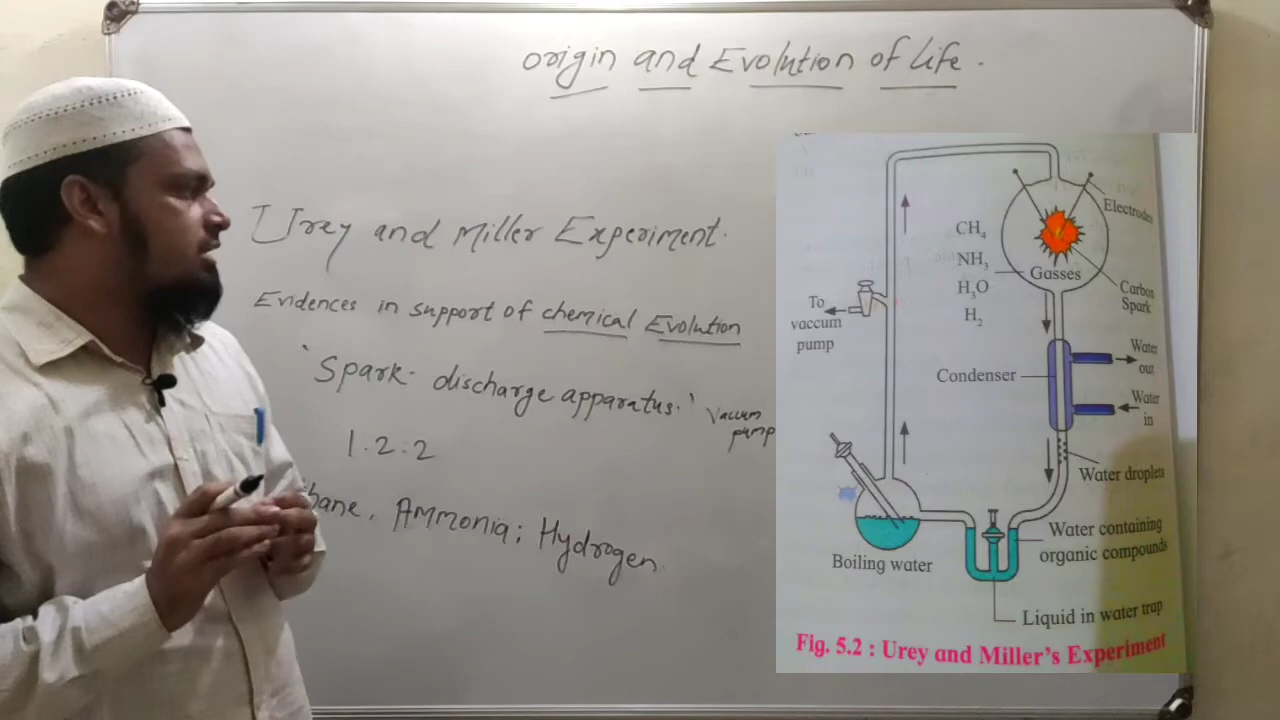 origin and Evolution of Life.
Urey and Miller Experiment.
Evidences in support of chemical Evolution
'Spark- discharge apparatus.'
Vaccum
pump
1.2:2
thane, Ammonia; Hydrogen
Electrodes
CH4
NH3
H3O
H2
Gasses
Carbon
Spark
To
vaccum
pump
Water
out
Condenser
Water
in
Water droplets
Water containing
organic compounds
Boiling water
Liquid in water trap
Fig. 5.2 : Urey and Miller's Experiment